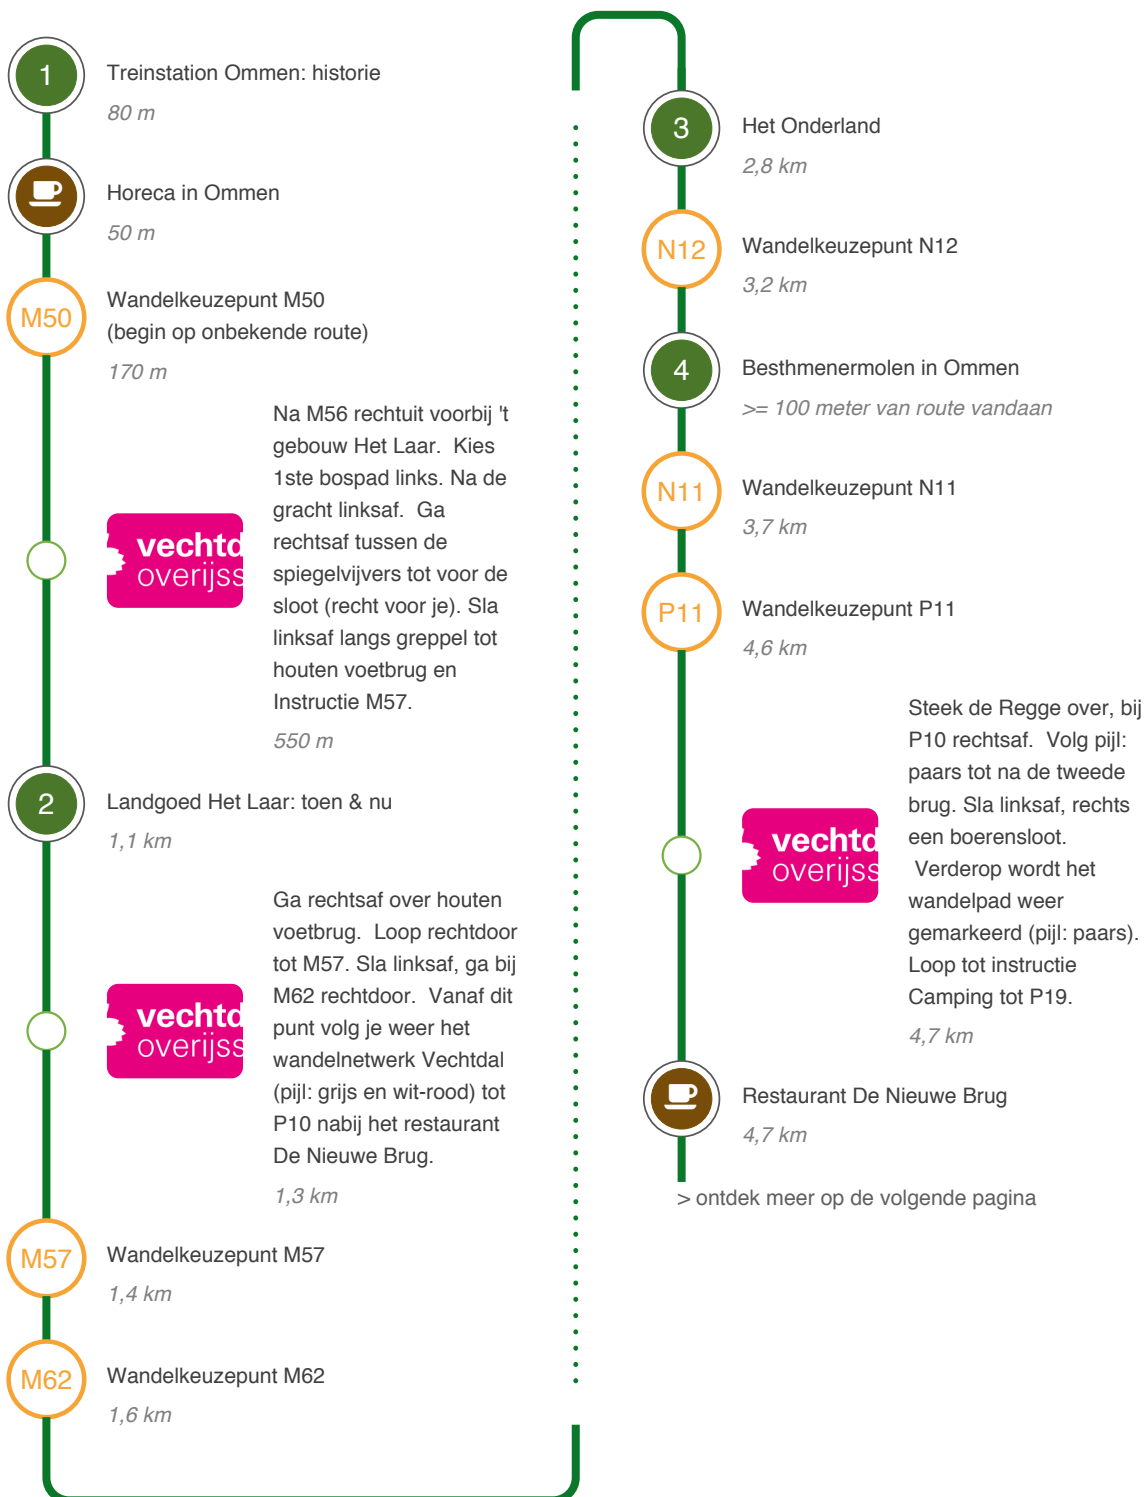 1
Treinstation Ommen: historie
80 m
Horeca in Ommen
50 m
M50
Wandelkeuzepunt M50
(begin op onbekende route)
170 m
vechtd
overijss
Na M56 rechtuit voorbij 't
gebouw Het Laar. Kies
1ste bospad links. Na de
gracht linksaf. Ga
rechtsaf tussen de
spiegelvijvers tot voor de
sloot (recht voor je). Sla
linksaf langs greppel tot
houten voetbrug en
Instructie M57.
550 m
2
Landgoed Het Laar: toen & nu
1,1 km
vechtd
overijss
Ga rechtsaf over houten
voetbrug. Loop rechtdoor
tot M57. Sla linksaf, ga bij
M62 rechtdoor. Vanaf dit
punt volg je weer het
wandelnetwerk Vechtdal
(pijl: grijs en wit-rood) tot
P10 nabij het restaurant
De Nieuwe Brug.
1,3 km
M57
Wandelkeuzepunt M57
1,4 km
M62
Wandelkeuzepunt M62
1,6 km
3
Het Onderland
2,8 km
N12
Wandelkeuzepunt N12
3,2 km
4
Besthmenermolen in Ommen
>= 100 meter van route vandaan
N11
Wandelkeuzepunt N11
3,7 km
P11
Wandelkeuzepunt P11
4,6 km
vechtd
overijss
Steek de Regge over, bij
P10 rechtsaf. Volg pijl:
paars tot na de tweede
brug. Sla linksaf, rechts
een boerensloot.
Verderop wordt het
wandelpad weer
gemarkeerd (pijl: paars).
Loop tot instructie
Camping tot P19.
4,7 km
Restaurant De Nieuwe Brug
4,7 km
> ontdek meer op de volgende pagina